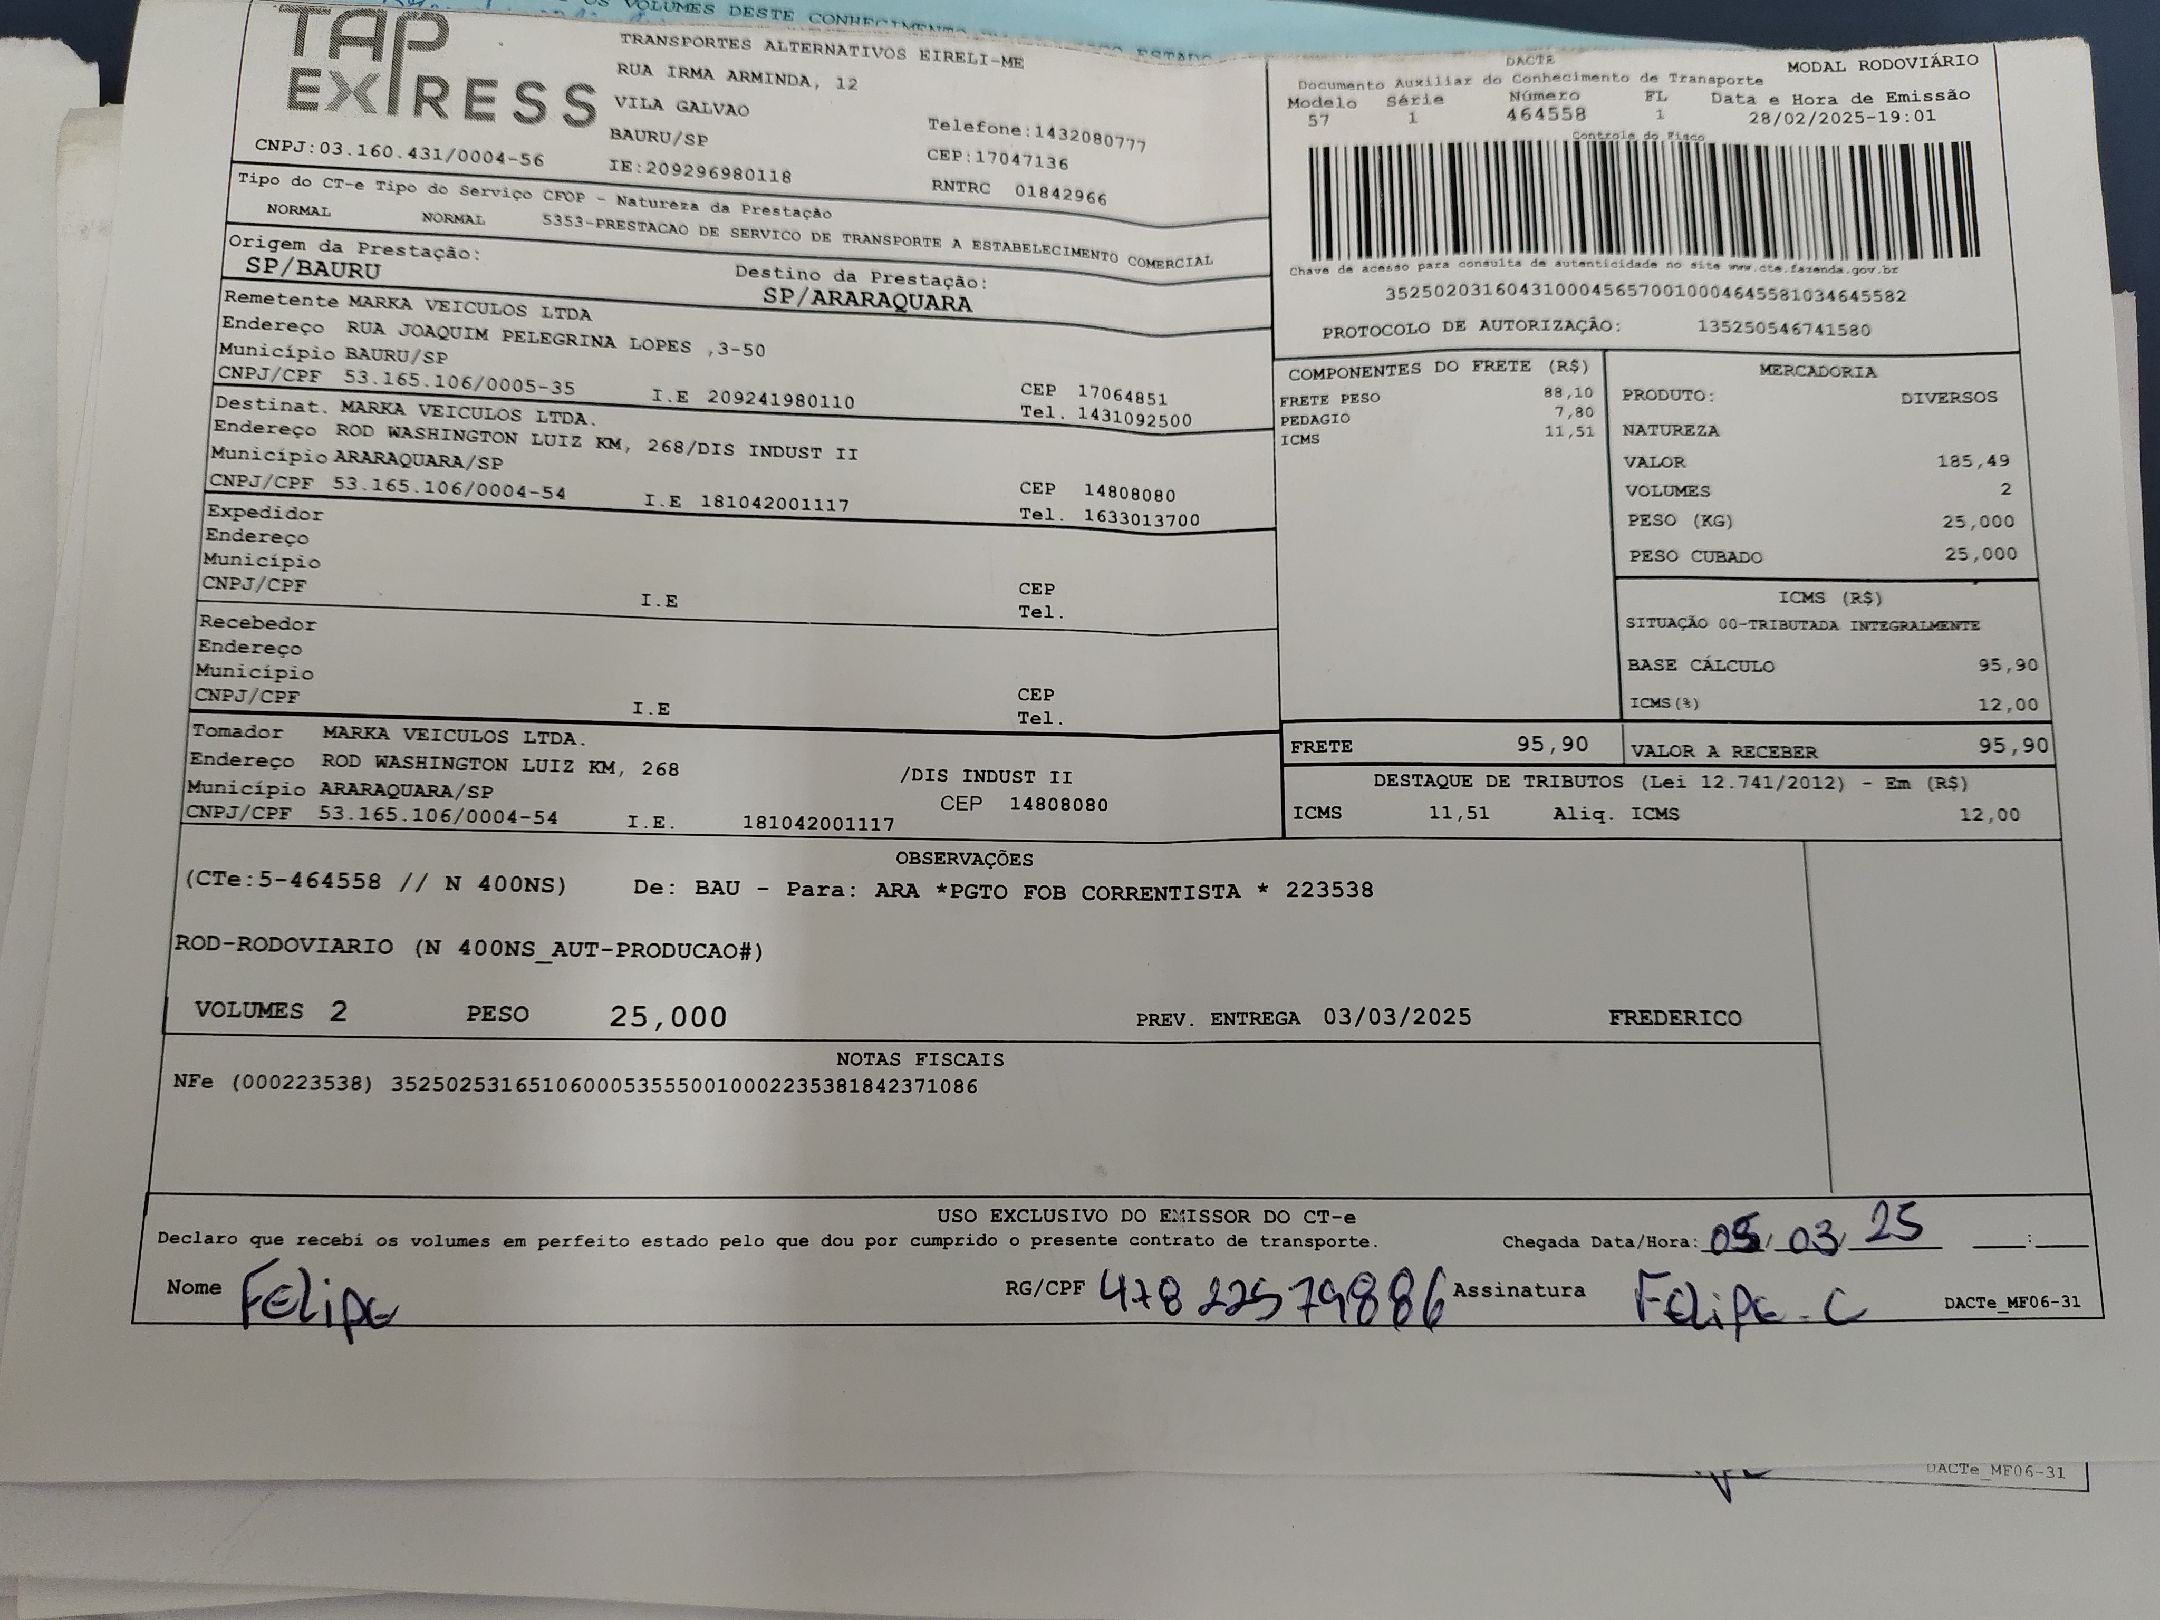 OS VOLUMES DESTE CONHECIMENTO
ESTADO
TAP
EXPRESS
CNPJ:03.160.431/0004-56
TRANSPORTES ALTERNATIVOS EIRELI-ME
RUA IRMA ARMINDA, 12
VILA GALVAO
BAURU/SP
IE:209296980118
Telefone:1432080777
CEP:17047136
RNTRC 01842966
DACTE MODAL RODOVIÁRIO
Documento Auxiliar do Conhecimento de Transporte
Modelo Série Número FL Data e Hora de Emissão
57 1 464558 1 28/02/2025-19:01
Controle do Fisco
Chave de acesso para consulta de autenticidade no site www.cte.fazenda.gov.br
35250203160431000456570010004645581034645582
PROTOCOLO DE AUTORIZAÇÃO: 135250546741580
Tipo do CT-e Tipo do Serviço CFOP - Natureza da Prestação
NORMAL NORMAL 5353-PRESTACAO DE SERVICO DE TRANSPORTE A ESTABELECIMENTO COMERCIAL
Origem da Prestação: Destino da Prestação:
SP/BAURU SP/ARARAQUARA
Remetente MARKA VEICULOS LTDA
Endereço RUA JOAQUIM PELEGRINA LOPES ,3-50
Município BAURU/SP CEP 17064851
CNPJ/CPF 53.165.106/0005-35 I.E 209241980110 Tel. 1431092500
Destinat. MARKA VEICULOS LTDA.
Endereço ROD WASHINGTON LUIZ KM, 268/DIS INDUST II
Município ARARAQUARA/SP CEP 14808080
CNPJ/CPF 53.165.106/0004-54 I.E 181042001117 Tel. 1633013700
Expedidor
Endereço
Município CEP
CNPJ/CPF I.E Tel.
Recebedor
Endereço
Município CEP
CNPJ/CPF I.E Tel.
Tomador MARKA VEICULOS LTDA.
Endereço ROD WASHINGTON LUIZ KM, 268 /DIS INDUST II
Município ARARAQUARA/SP CEP 14808080
CNPJ/CPF 53.165.106/0004-54 I.E. 181042001117
COMPONENTES DO FRETE (R$)
FRETE PESO 88,10
PEDAGIO 7,80
ICMS 11,51
MERCADORIA
PRODUTO: DIVERSOS
NATUREZA
VALOR 185,49
VOLUMES 2
PESO (KG) 25,000
PESO CUBADO 25,000
ICMS (R$)
SITUAÇÃO 00-TRIBUTADA INTEGRALMENTE
BASE CÁLCULO 95,90
ICMS(%) 12,00
FRETE 95,90 VALOR A RECEBER 95,90
DESTAQUE DE TRIBUTOS (Lei 12.741/2012) - Em (R$)
ICMS 11,51 Aliq. ICMS 12,00
OBSERVAÇÕES
(CTe:5-464558 // N 400NS) De: BAU - Para: ARA *PGTO FOB CORRENTISTA * 223538
ROD-RODOVIARIO (N 400NS_AUT-PRODUCAO#)
VOLUMES 2 PESO 25,000 PREV. ENTREGA 03/03/2025 FREDERICO
NOTAS FISCAIS
NFe (000223538) 35250253165106000535550010002235381842371086
USO EXCLUSIVO DO EMISSOR DO CT-e
Declaro que recebi os volumes em perfeito estado pelo que dou por cumprido o presente contrato de transporte. Chegada Data/Hora: 05/ 03/ 25 ___:___
Nome Felipe RG/CPF 47822579886 Assinatura Felipe. C DACTe_MF06-31
DACTe_MF06-31